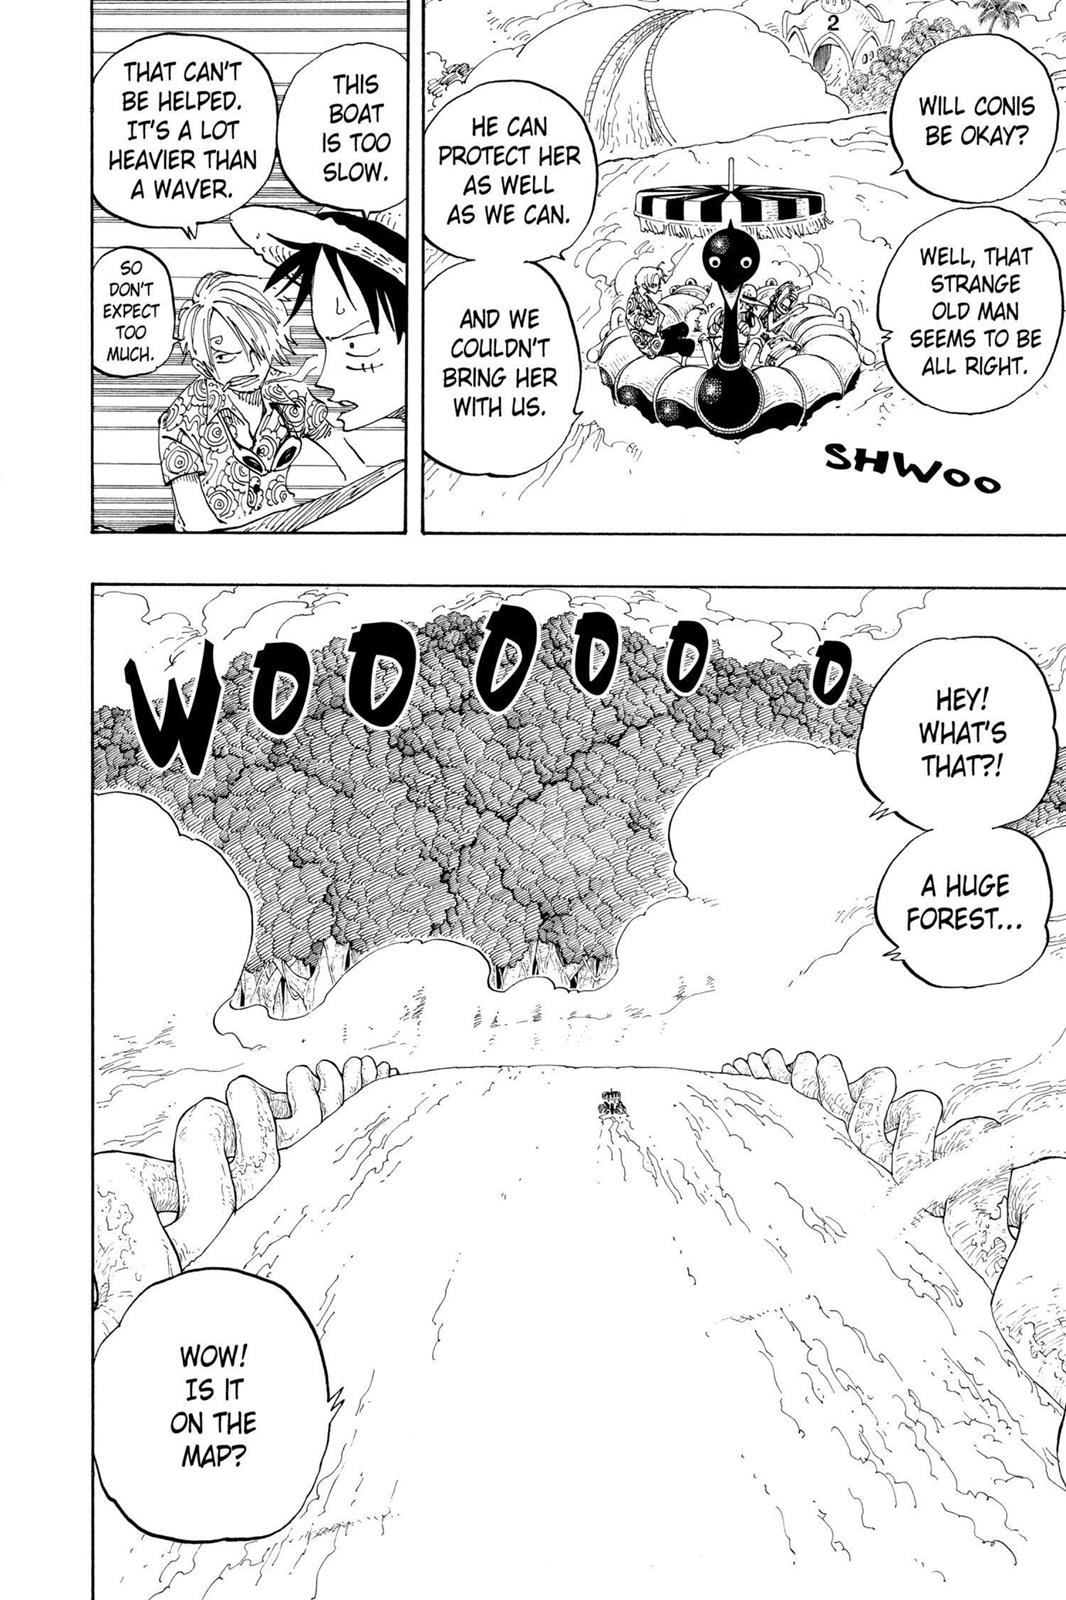 2
WILL CONIS
BE OKAY?
WELL, THAT
STRANGE
OLD MAN
SEEMS TO BE
ALL RIGHT.
HE CAN
PROTECT HER
AS WELL
AS WE CAN.
AND WE
COULDN'T
BRING HER
WITH US.
SHWOO
THIS
BOAT
IS TOO
SLOW.
THAT CAN'T
BE HELPED.
IT'S A LOT
HEAVIER THAN
A WAVER.
SO
DON'T
EXPECT
TOO
MUCH.
HEY!
WHAT'S
THAT?!
A HUGE
FOREST...
WOOOOOO
WOW!
IS IT
ON THE
MAP?